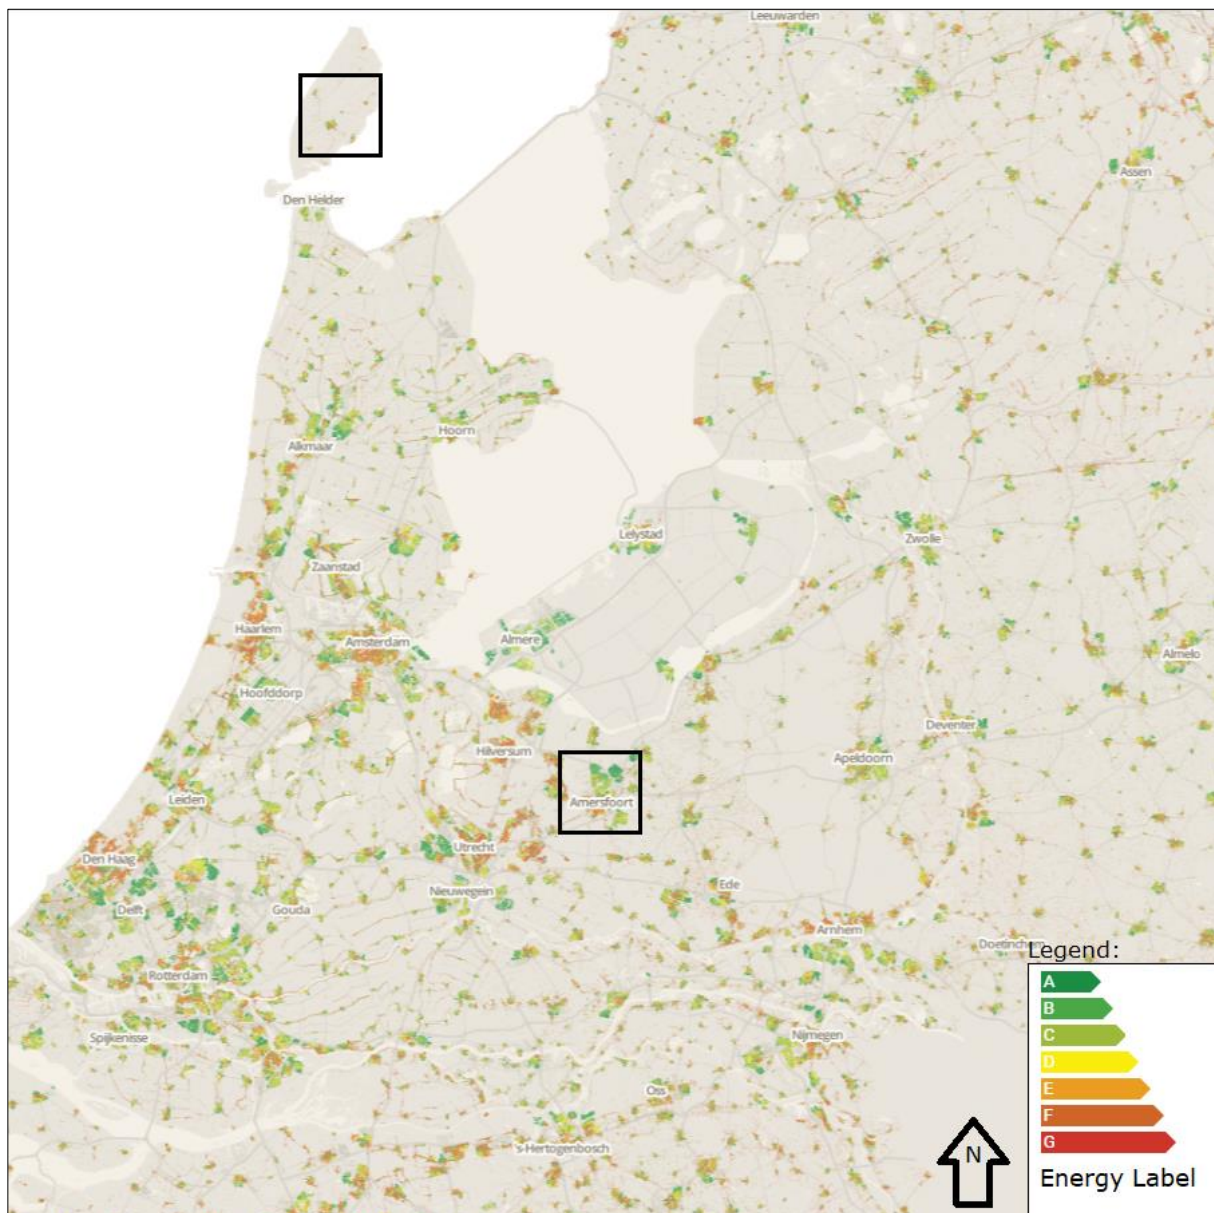 Leeuwarden
Assen
Den Helder
Alkmaar
Hoorn
Lelystad
Zwolle
Zaanstad
Haarlem
Amsterdam
Almere
Almelo
Hoofddorp
Deventer
Hilversum
Apeldoorn
Leiden
Amersfoort
Den Haag
Utrecht
Nieuwegein
Ede
Delft
Gouda
Arnhem
Doetinchem
Rotterdam
Spijkenisse
Nijmegen
Oss
's-Hertogenbosch
N
Legend:
A
B
C
D
E
F
G
Energy Label